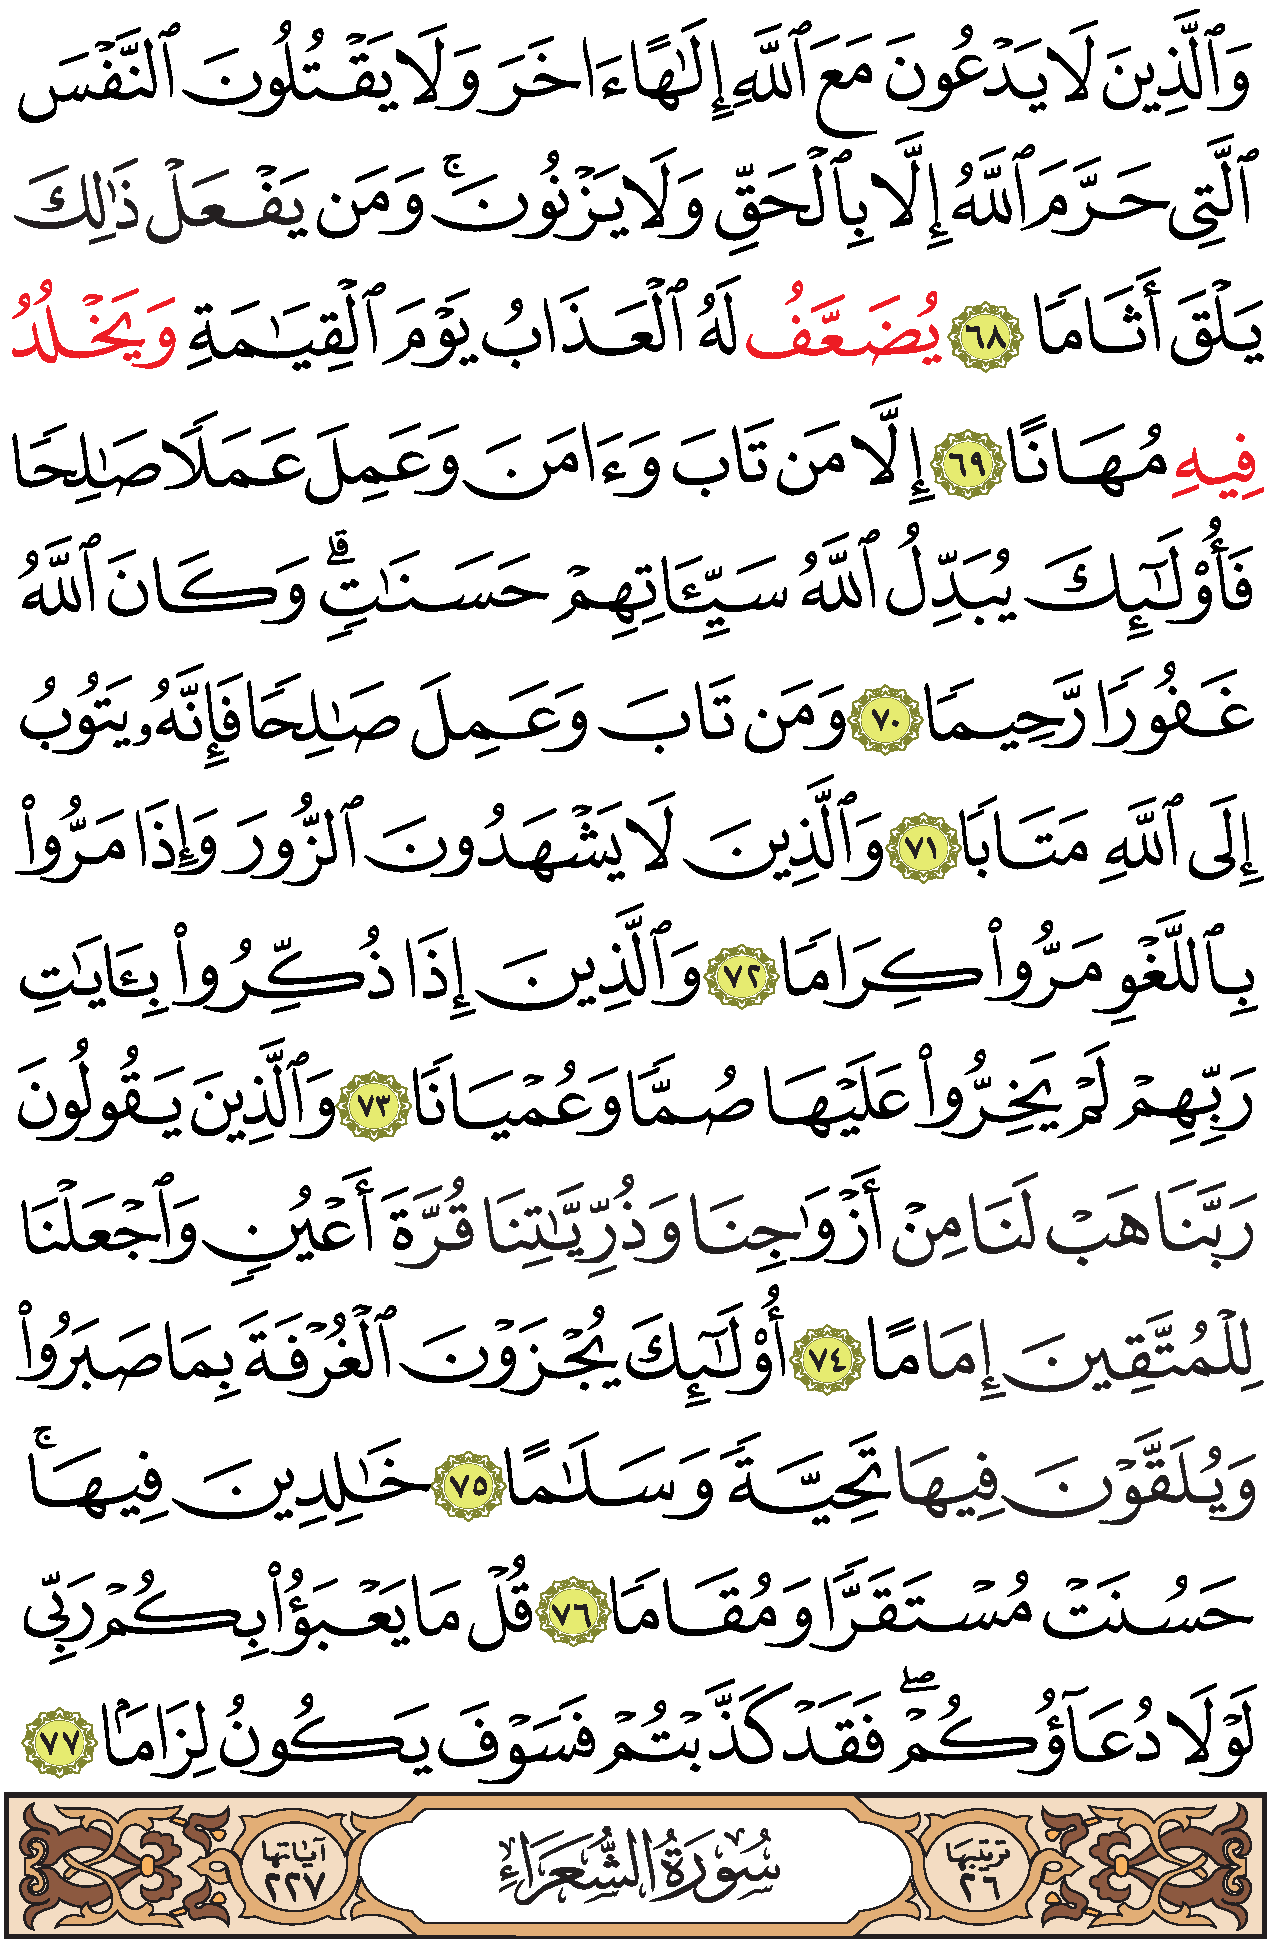 وَٱلَّذِينَ لَا يَدْعُونَ مَعَ ٱللَّهِ إِلَٰهًا ءَاخَرَ وَلَا يَقْتُلُونَ ٱلنَّفْسَ
ٱلَّتِى حَرَّمَ ٱللَّهُ إِلَّا بِٱلْحَقِّ وَلَا يَزْنُونَۚ وَمَن يَفْعَلْ ذَٰلِكَ
يَلْقَ أَثَامًا ٦٨ يُضَعَّفُ لَهُ ٱلْعَذَابُ يَوْمَ ٱلْقِيَٰمَةِ وَيَخْلُدُ
فِيهِ مُهَانًا ٦٩ إِلَّا مَن تَابَ وَءَامَنَ وَعَمِلَ عَمَلًا صَٰلِحًا
فَأُوْلَٰٓئِكَ يُبَدِّلُ ٱللَّهُ سَيِّئَاتِهِمْ حَسَنَٰتٍۗ وَكَانَ ٱللَّهُ
غَفُورًا رَّحِيمًا ٧٠ وَمَن تَابَ وَعَمِلَ صَٰلِحًا فَإِنَّهُۥ يَتُوبُ
إِلَى ٱللَّهِ مَتَابًا ٧١ وَٱلَّذِينَ لَا يَشْهَدُونَ ٱلزُّورَ وَإِذَا مَرُّواْ
بِٱللَّغْوِ مَرُّواْ كِرَامًا ٧٢ وَٱلَّذِينَ إِذَا ذُكِّرُواْ بِـَٔايَٰتِ
رَبِّهِمْ لَمْ يَخِرُّواْ عَلَيْهَا صُمًّا وَعُمْيَانًا ٧٣ وَٱلَّذِينَ يَقُولُونَ
رَبَّنَا هَبْ لَنَا مِنْ أَزْوَٰجِنَا وَذُرِّيَّٰتِنَا قُرَّةَ أَعْيُنٍ وَٱجْعَلْنَا
لِلْمُتَّقِينَ إِمَامًا ٧٤ أُوْلَٰٓئِكَ يُجْزَوْنَ ٱلْغُرْفَةَ بِمَا صَبَرُواْ
وَيُلَقَّوْنَ فِيهَا تَحِيَّةً وَسَلَٰمًا ٧٥ خَٰلِدِينَ فِيهَاۚ
حَسُنَتْ مُسْتَقَرًّا وَمُقَامًا ٧٦ قُلْ مَا يَعْبَؤُاْ بِكُمْ رَبِّى
لَوْلَا دُعَآؤُكُمْۖ فَقَدْ كَذَّبْتُمْ فَسَوْفَ يَكُونُ لِزَامًۢا ٧٧
ترتيبها ٢٦ سُورَةُ الشُّعَرَاءِ آياتها ٢٢٧